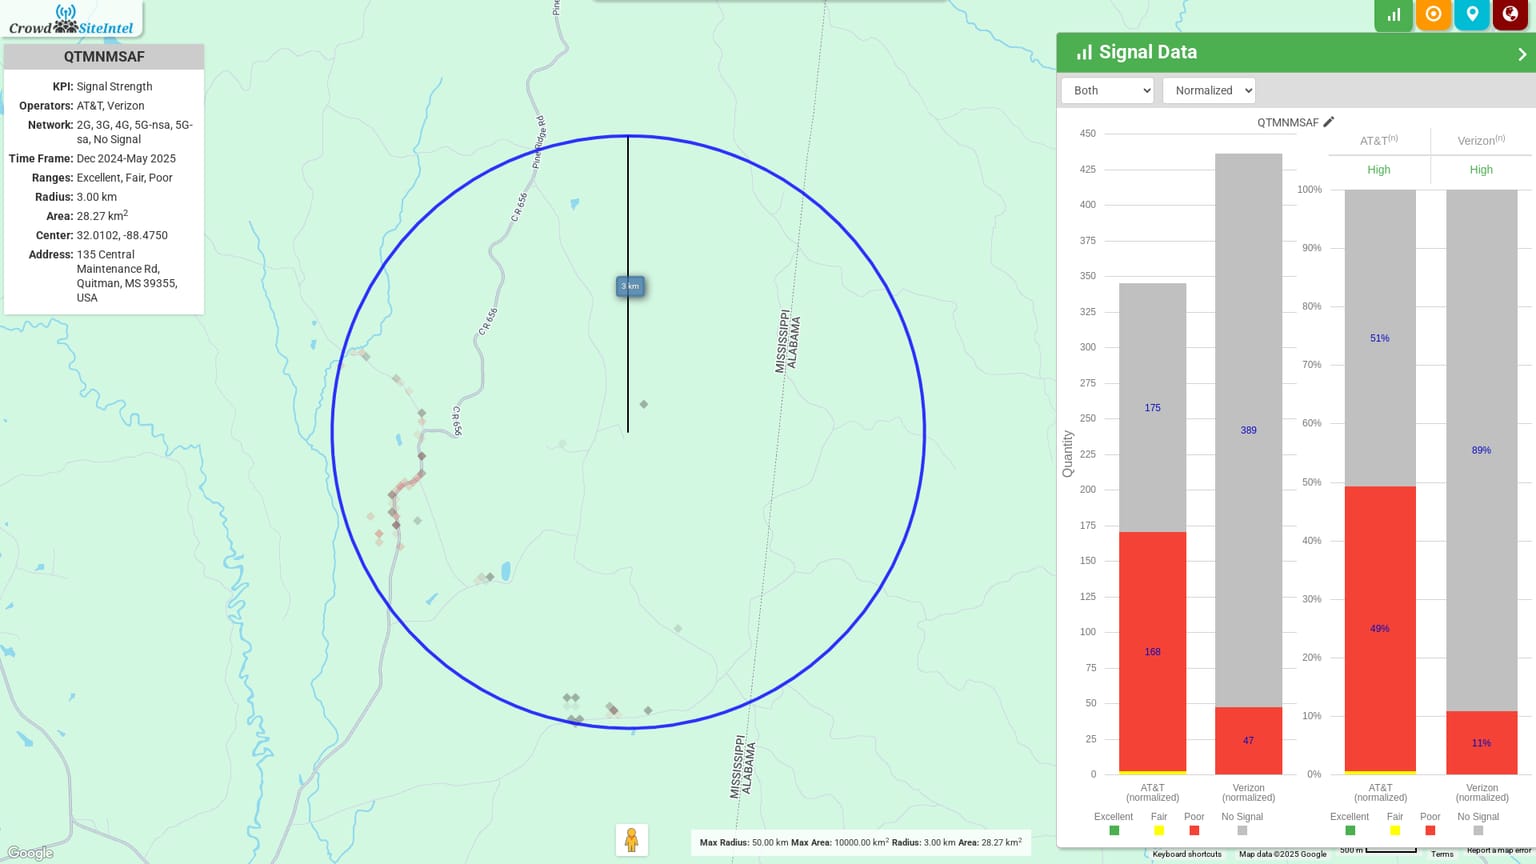 Crowd SiteIntel
QTMNMSAF
KPI: Signal Strength
Operators: AT&T, Verizon
Network: 2G, 3G, 4G, 5G-nsa, 5G-
sa, No Signal
Time Frame: Dec 2024-May 2025
Ranges: Excellent, Fair, Poor
Radius: 3.00 km
Area: 28.27 km2
Center: 32.0102, -88.4750
Address: 135 Central
Maintenance Rd,
Quitman, MS 39355,
USA
Pine Ridge Rd
C R 656
C R 656
C R 656
3 km
MISSISSIPPI
ALABAMA
MISSISSIPPI
ALABAMA
Google
Max Radius: 50.00 km Max Area: 10000.00 km2 Radius: 3.00 km Area: 28.27 km2
Signal Data
Both
Normalized
QTMNMSAF
AT&T(n)
Verizon(n)
High
High
450
425
400
375
350
325
300
275
250
225
200
175
150
125
100
75
50
25
0
Quantity
175
168
389
47
AT&T
(normalized)
Verizon
(normalized)
Excellent
Fair
Poor
No Signal
100%
90%
80%
70%
60%
50%
40%
30%
20%
10%
0%
51%
49%
89%
11%
AT&T
(normalized)
Verizon
(normalized)
Excellent
Fair
Poor
No Signal
Keyboard shortcuts
Map data ©2025 Google
500 m
Terms
Report a map error